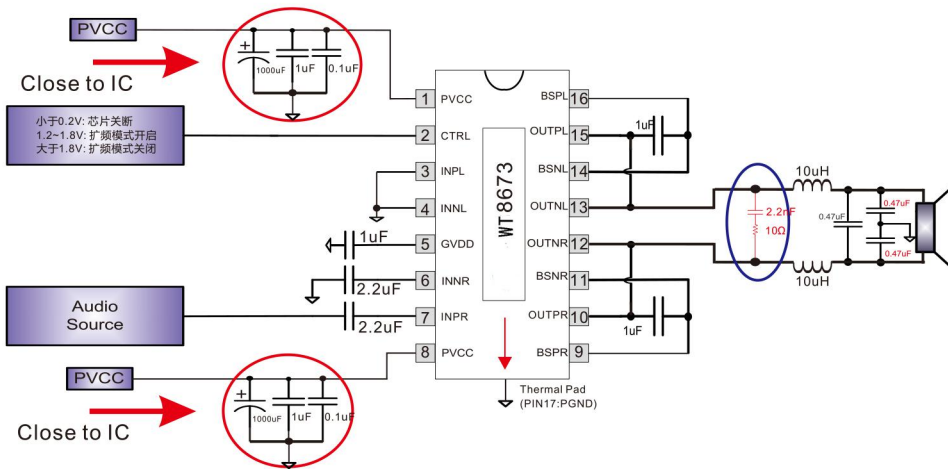 PVCC
Close to IC
1000uF
1uF
0.1uF
小于0.2V: 芯片关断
1.2~1.8V: 扩频模式开启
大于1.8V: 扩频模式关闭
Audio
Source
PVCC
Close to IC
1000uF
1uF
0.1uF
1uF
2.2uF
2.2uF
1 PVCC
2 CTRL
3 INPL
4 INNL
5 GVDD
6 INNR
7 INPR
8 PVCC
WT8673
BSPL 16
OUTPL 15
BSNL 14
OUTNL 13
OUTNR 12
BSNR 11
OUTPR 10
BSPR 9
Thermal Pad
(PIN17:PGND)
1uF
1uF
2.2nF
10Ω
10uH
10uH
0.47uF
0.47uF
0.47uF